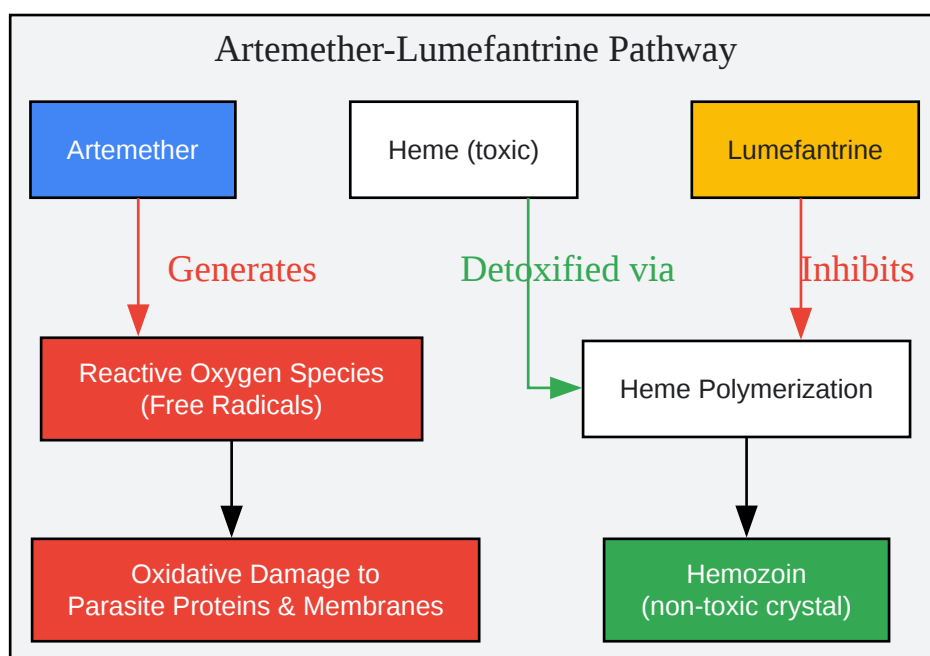 Artemether-Lumefantrine Pathway
Artemether
Heme (toxic)
Lumefantrine
Generates
Detoxified via
Inhibits
Reactive Oxygen Species
(Free Radicals)
Heme Polymerization
Oxidative Damage to
Parasite Proteins & Membranes
Hemozoin
(non-toxic crystal)